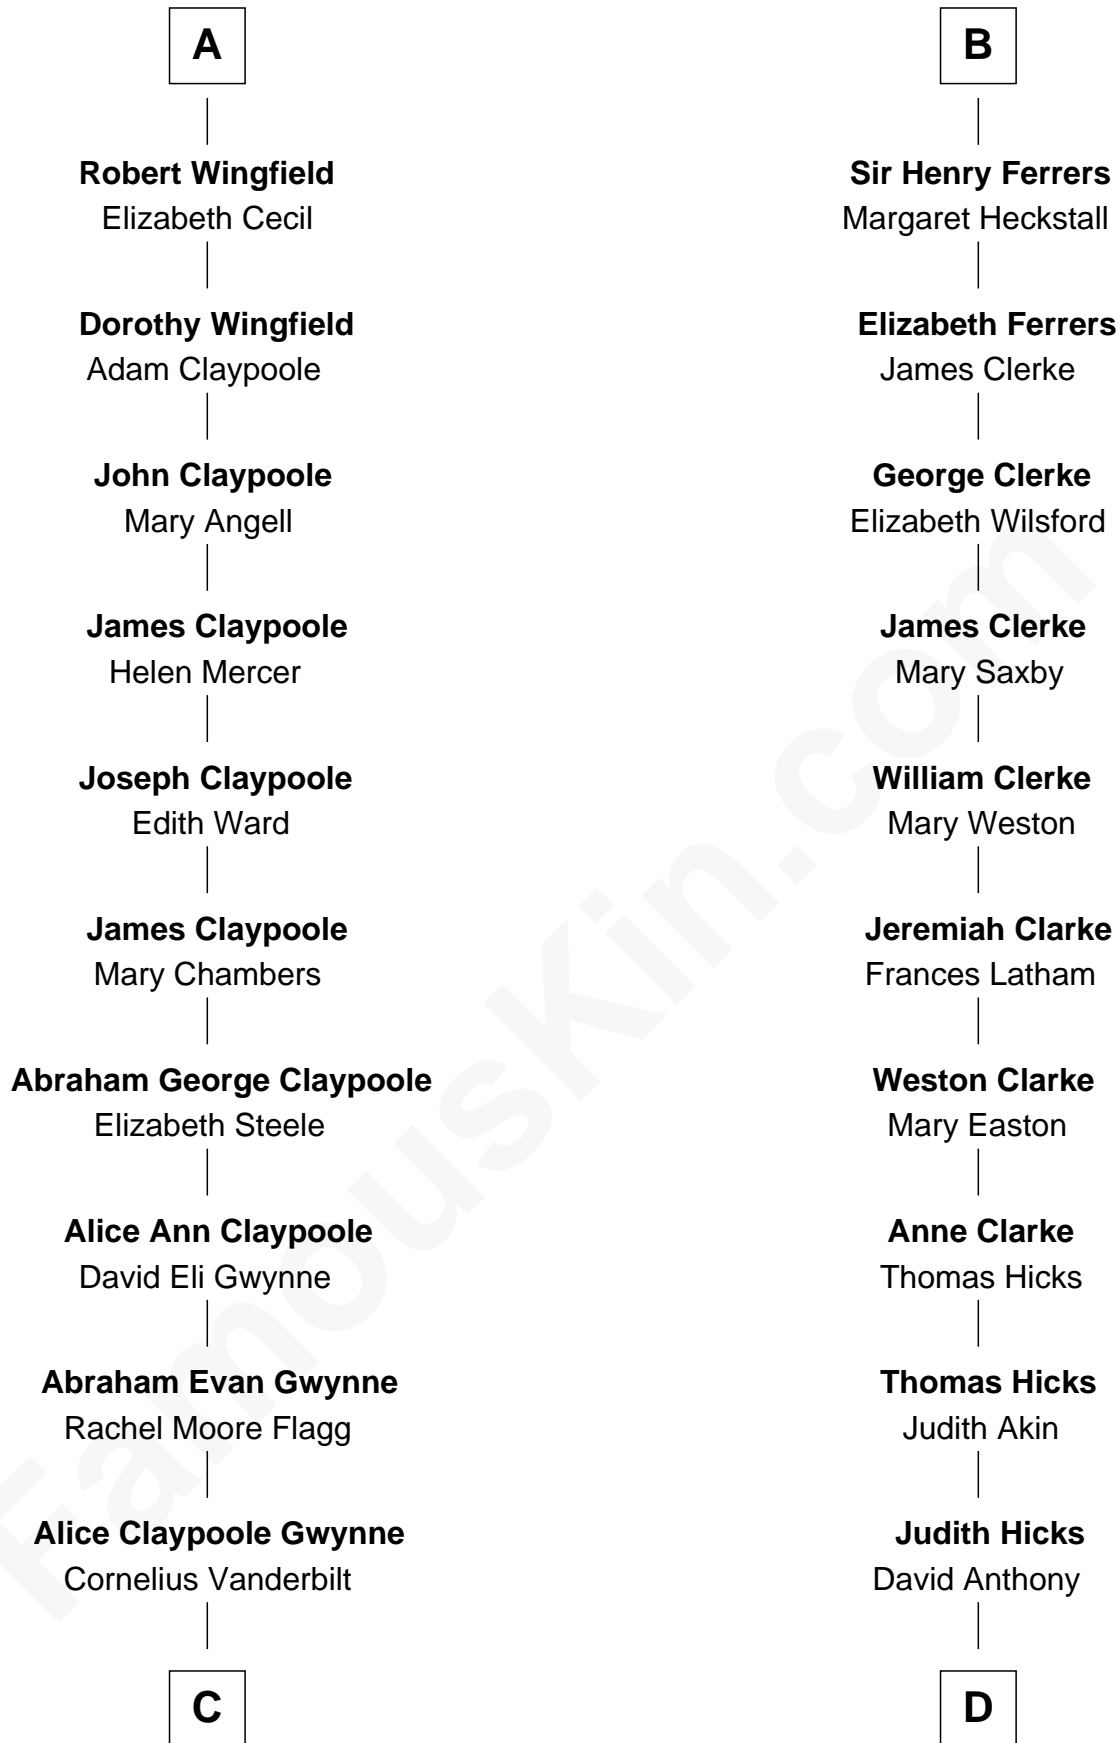 A
Robert Wingfield
Elizabeth Cecil
Dorothy Wingfield
Adam Claypoole
John Claypoole
Mary Angell
James Claypoole
Helen Mercer
Joseph Claypoole
Edith Ward
James Claypoole
Mary Chambers
Abraham George Claypoole
Elizabeth Steele
Alice Ann Claypoole
David Eli Gwynne
Abraham Evan Gwynne
Rachel Moore Flagg
Alice Claypoole Gwynne
Cornelius Vanderbilt
C
B
Sir Henry Ferrers
Margaret Heckstall
Elizabeth Ferrers
James Clerke
George Clerke
Elizabeth Wilsford
James Clerke
Mary Saxby
William Clerke
Mary Weston
Jeremiah Clarke
Frances Latham
Weston Clarke
Mary Easton
Anne Clarke
Thomas Hicks
Thomas Hicks
Judith Akin
Judith Hicks
David Anthony
D
FamousKin.com